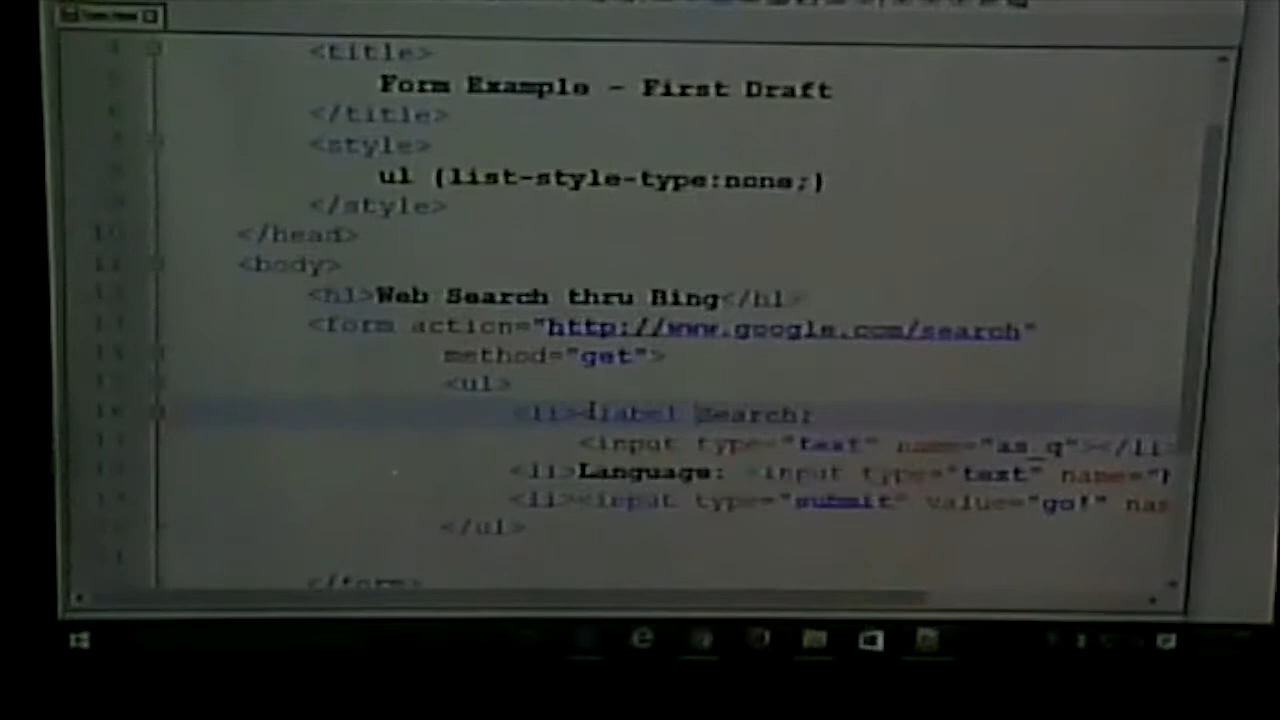 <title>
Form Example - First Draft
</title>
<style>
ul {list-style-type:none;}
</style>
</head>
<body>
<h1>Web Search thru Bing</h1>
<form action="http://www.google.com/search"
method="get">
<ul>
<li><label Search:
<input type="text" name="as_q"></li>
<li>Language: <input type="text" name="
<li><input type="submit" value="go!" nam
</ul>
</form>